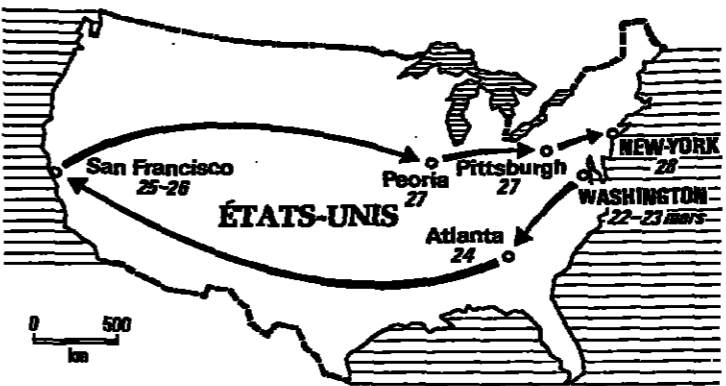 San Francisco
25-26
Peoria
27
Pittsburgh
27
NEW-YORK
28
WASHINGTON
22-23 mars
ÉTATS-UNIS
Atlanta
24
0 500
km